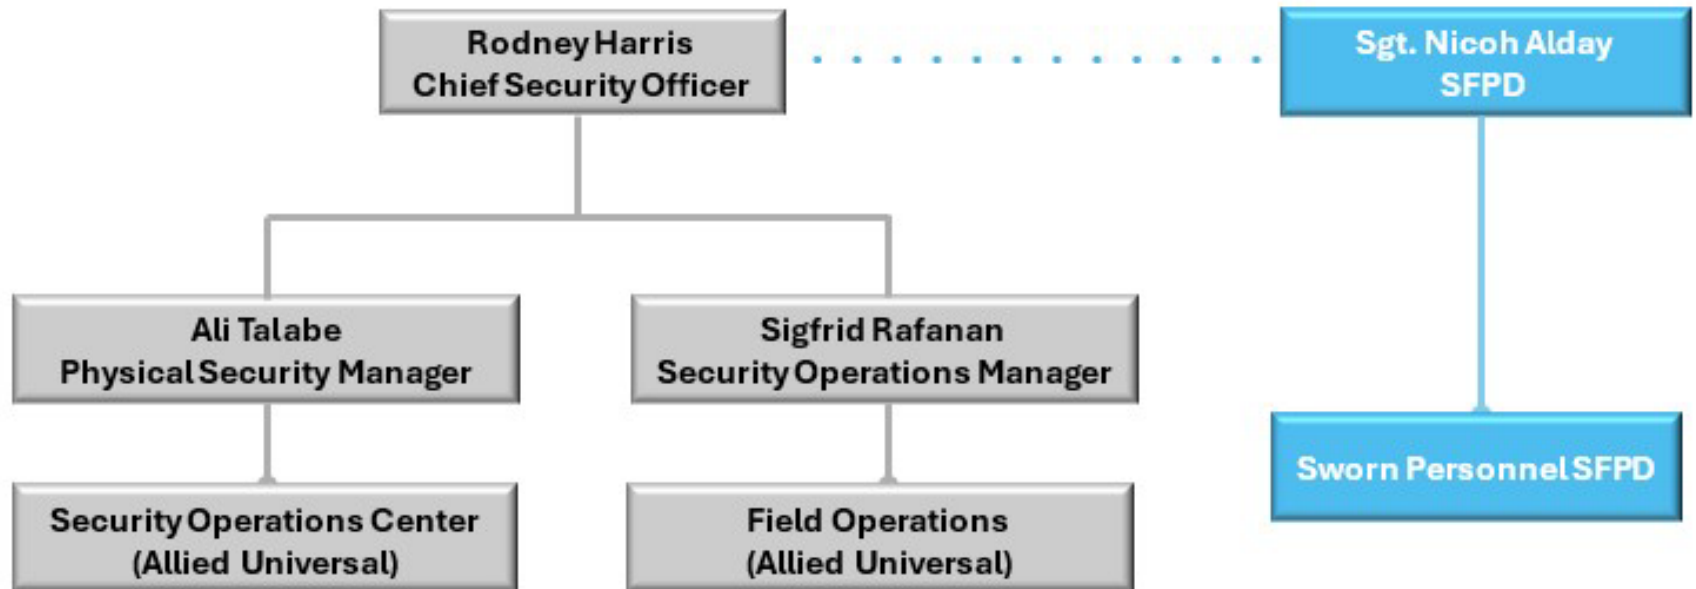 Rodney Harris
Chief Security Officer
Sgt. Nicoh Alday
SFPD
Ali Talabe
Physical Security Manager
Sigfrid Rafanan
Security Operations Manager
Sworn Personnel SFPD
Security Operations Center
(Allied Universal)
Field Operations
(Allied Universal)